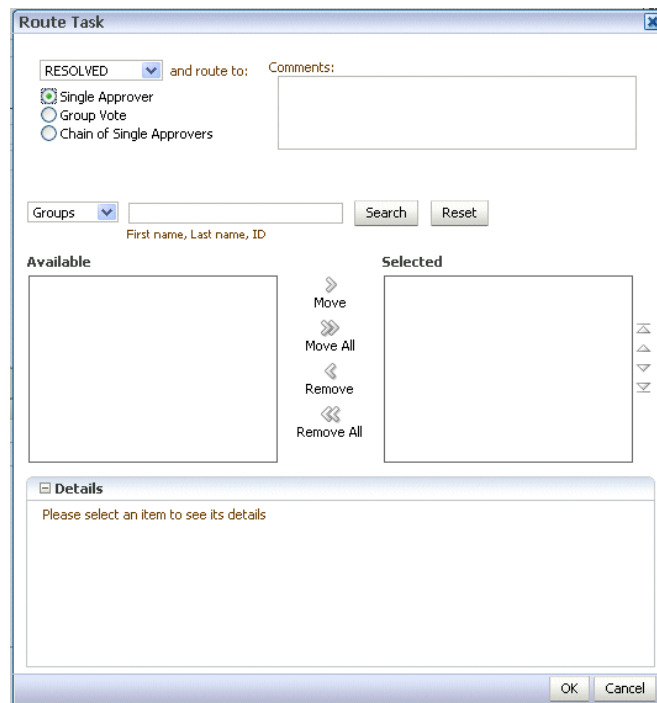 Route Task
RESOLVED and route to: Comments:
Single Approver
Group Vote
Chain of Single Approvers
Groups Search Reset
First name, Last name, ID
Available Selected
Move
Move All
Remove
Remove All
Details
Please select an item to see its details
OK Cancel